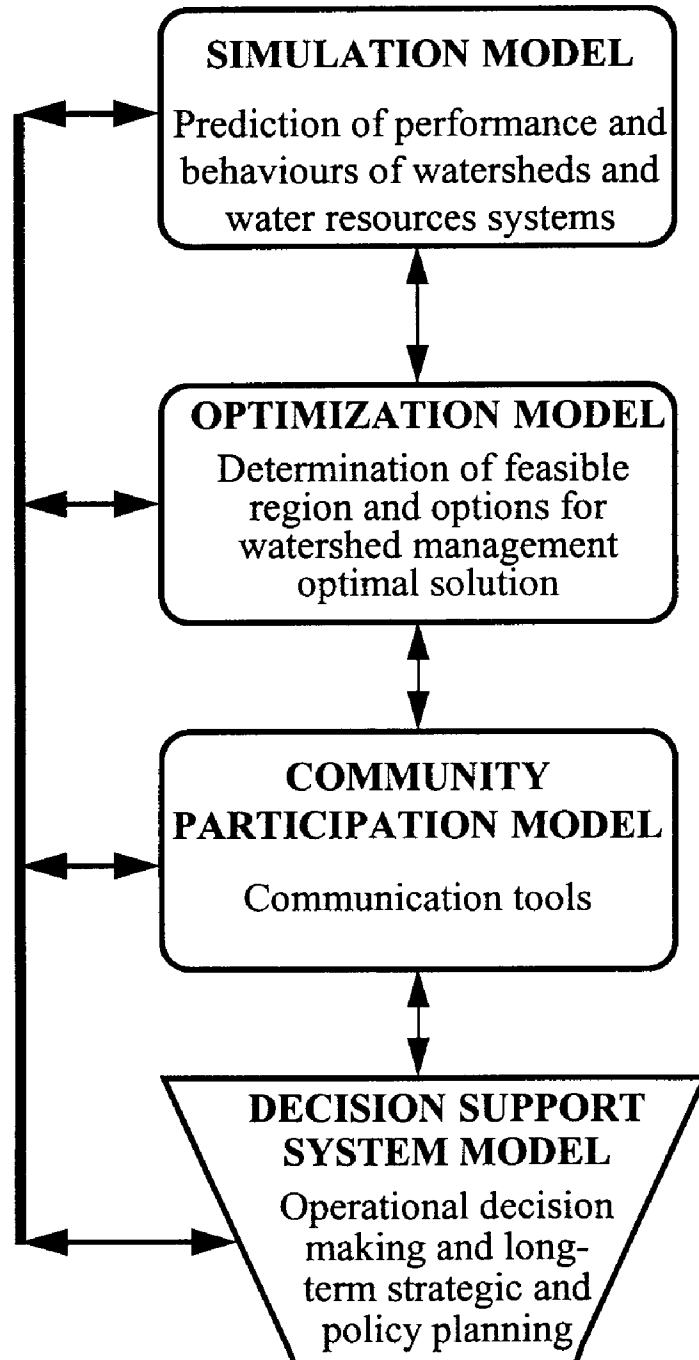 SIMULATION MODEL
Prediction of performance and
behaviours of watersheds and
water resources systems
OPTIMIZATION MODEL
Determination of feasible
region and options for
watershed management
optimal solution
COMMUNITY
PARTICIPATION MODEL
Communication tools
DECISION SUPPORT
SYSTEM MODEL
Operational decision
making and long-
term strategic and
policy planning